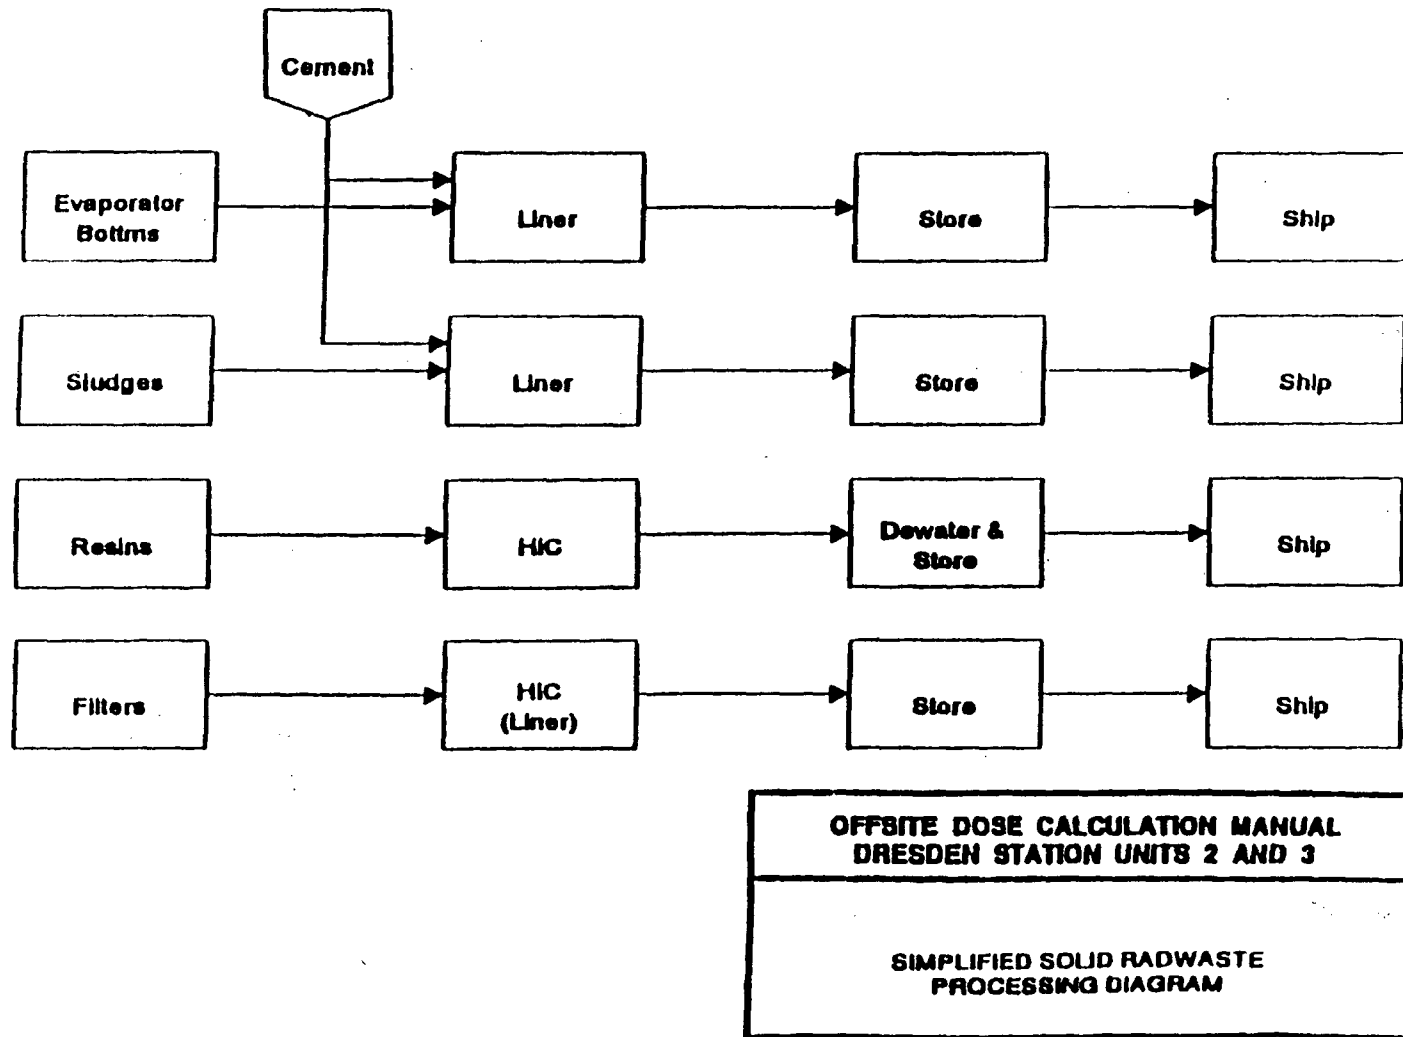 Cement
Evaporator
Bottms
Liner
Store
Ship
Sludges
Liner
Store
Ship
Resins
HIC
Dewater &
Store
Ship
Filters
HIC
(Liner)
Store
Ship
OFFSITE DOSE CALCULATION MANUAL
DRESDEN STATION UNITS 2 AND 3
SIMPLIFIED SOLID RADWASTE
PROCESSING DIAGRAM